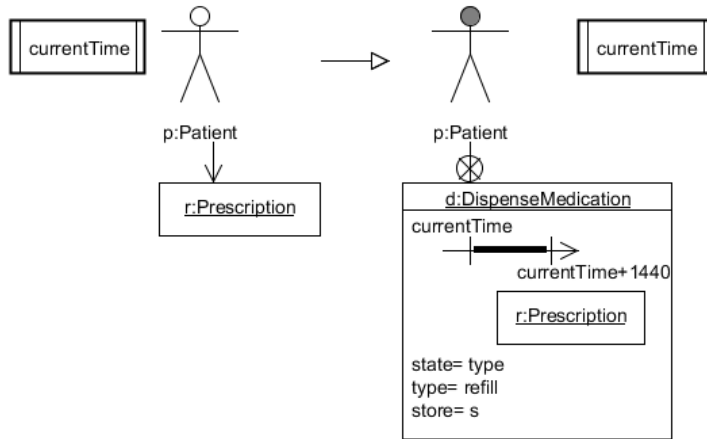 currentTime
currentTime
p:Patient
p:Patient
r:Prescription
d:DispenseMedication
currentTime
currentTime+1440
r:Prescription
state= type
type= refill
store= s